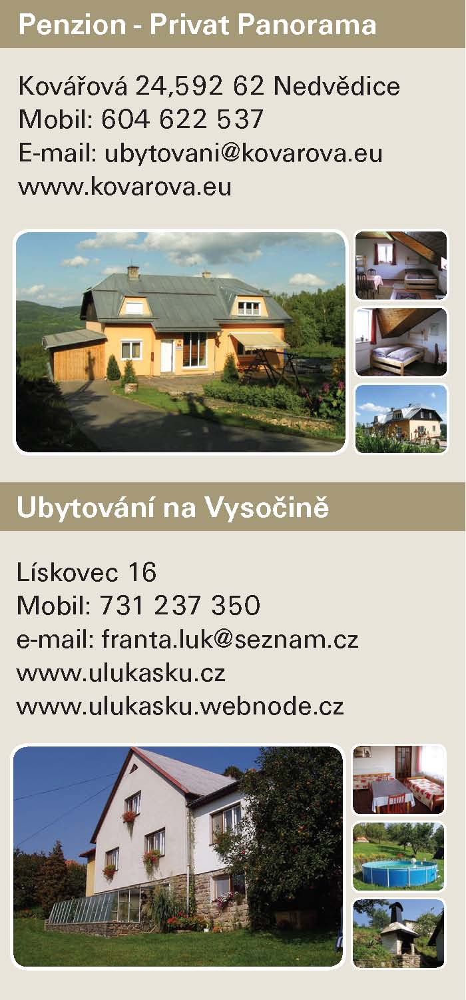 Penzion - Privat Panorama
Kovářová 24,592 62 Nedvědice
Mobil: 604 622 537
E-mail: ubytovani@kovarova.eu
www.kovarova.eu
Ubytování na Vysočině
Lískovec 16
Mobil: 731 237 350
e-mail: franta.luk@seznam.cz
www.ulukasku.cz
www.ulukasku.webnode.cz